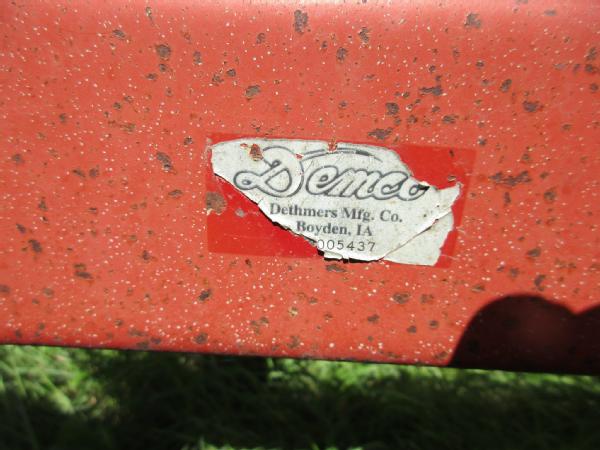 Demco
Dethmers Mfg. Co.
Boyden, IA
005437